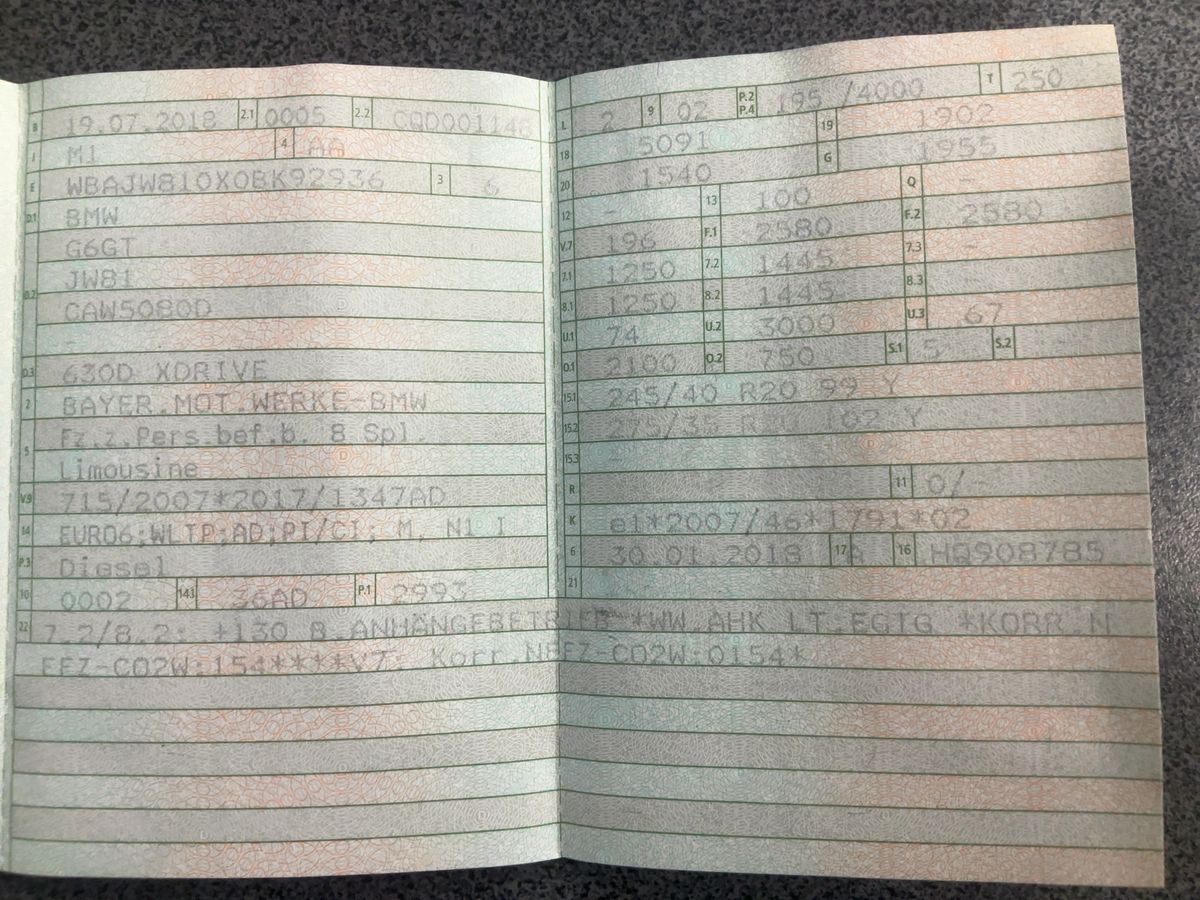 B 19.07.2018 2.1 0005 2.2 CQD001148
J M1 4 AA
E WBAJW810X0BK92936 3 6
D.1 BMW
G6GT
D.2 JW81
CAW5080D
-
D.3 630D XDRIVE
2 BAYER.MOT.WERKE-BMW
5 Fz.z.Pers.bef.b. 8 Spl.
Limousine
V.9 715/2007*2017/1347AD
14 EURO6;WLTP;AD;PI/CI; M, N1 I
P.3 Diesel
10 0002 14.1 36AD P.1 2993
L 2 9 02 P.2 P.4 195 /4000 T 250
18 5091 19 1902
20 1540 G 1955
12 - 13 100 Q -
V.7 196 F.1 2580 F.2 2580
7.1 1250 7.2 1445 7.3 -
8.1 1250 8.2 1445 8.3
U.1 74 U.2 3000 U.3 67
O.1 2100 O.2 750 S.1 5 S.2
15.1 245/40 R20 99 Y
15.2 275/35 R20 102 Y
15.3
R 11 0/-
K e1*2007/46*1791*02
6 30.01.2018 17 A 16 HQ908785
21
22 7.2/8.2: +130 B.ANHÄNGEBETRIEB *WW AHK LT.EGTG *KORR.N
EFZ-CO2W:154****V7: Korr.NEFZ-CO2W:0154*